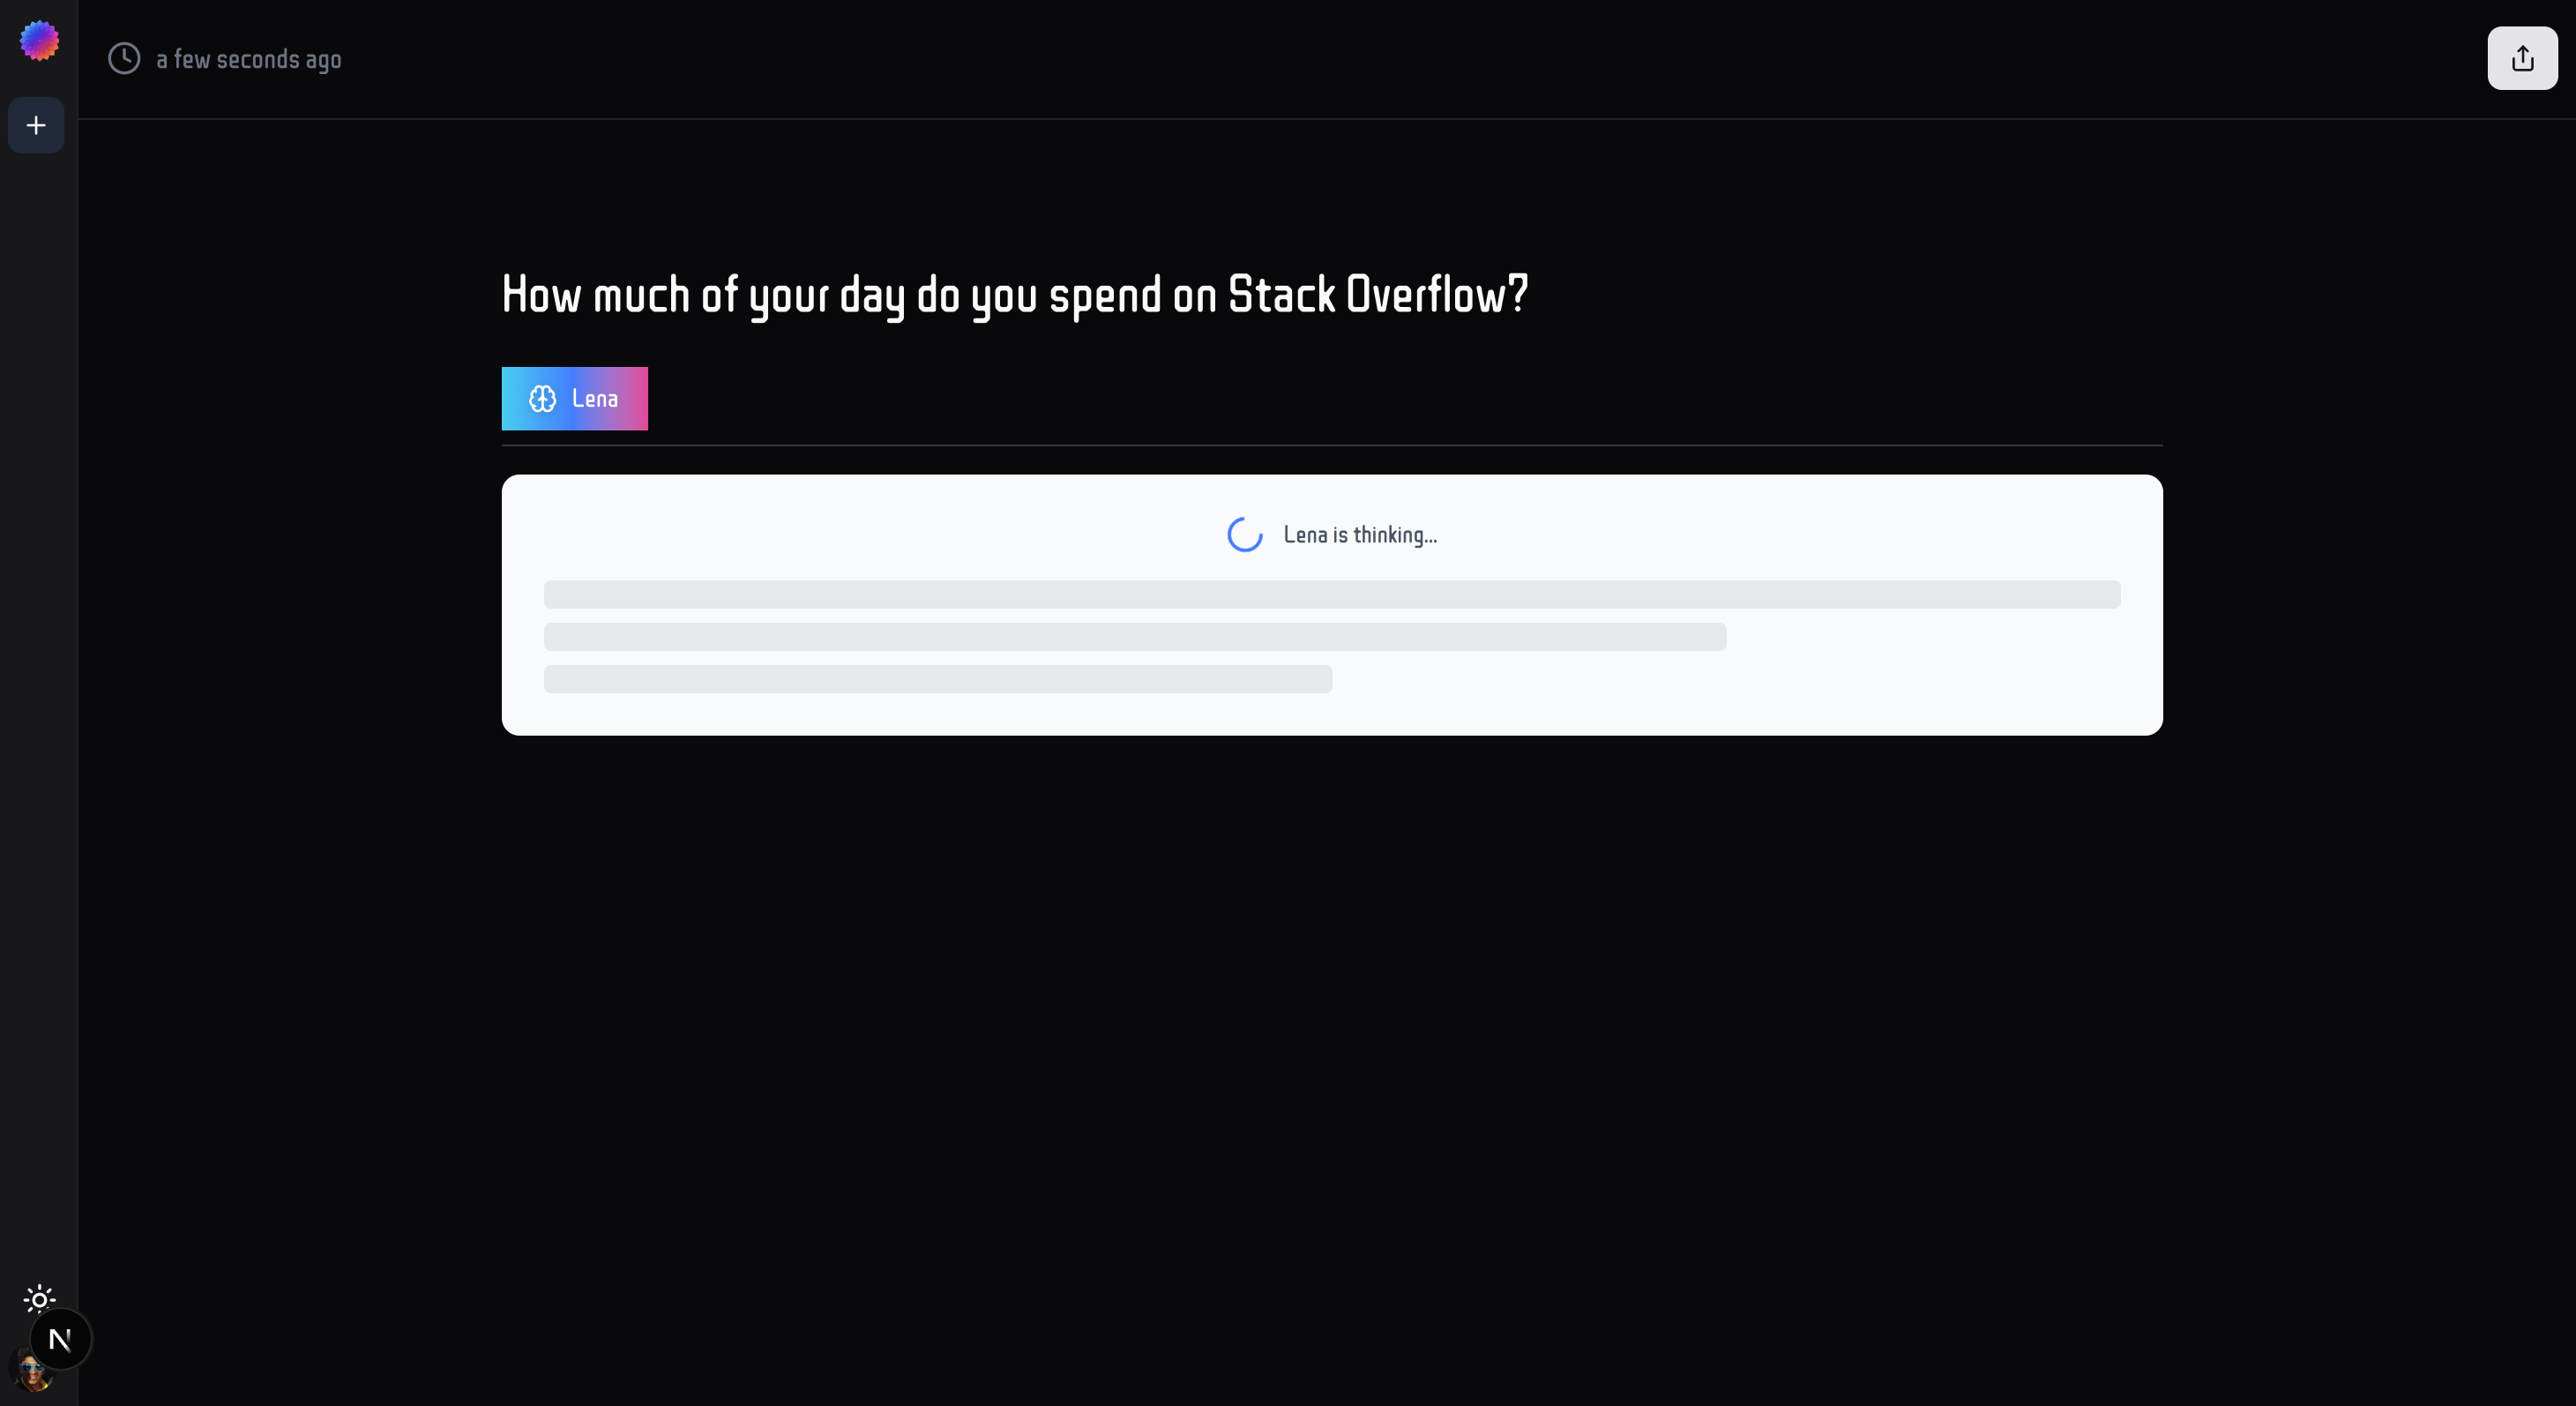 a few seconds ago
How much of your day do you spend on Stack Overflow?
Lena
Lena is thinking...
N